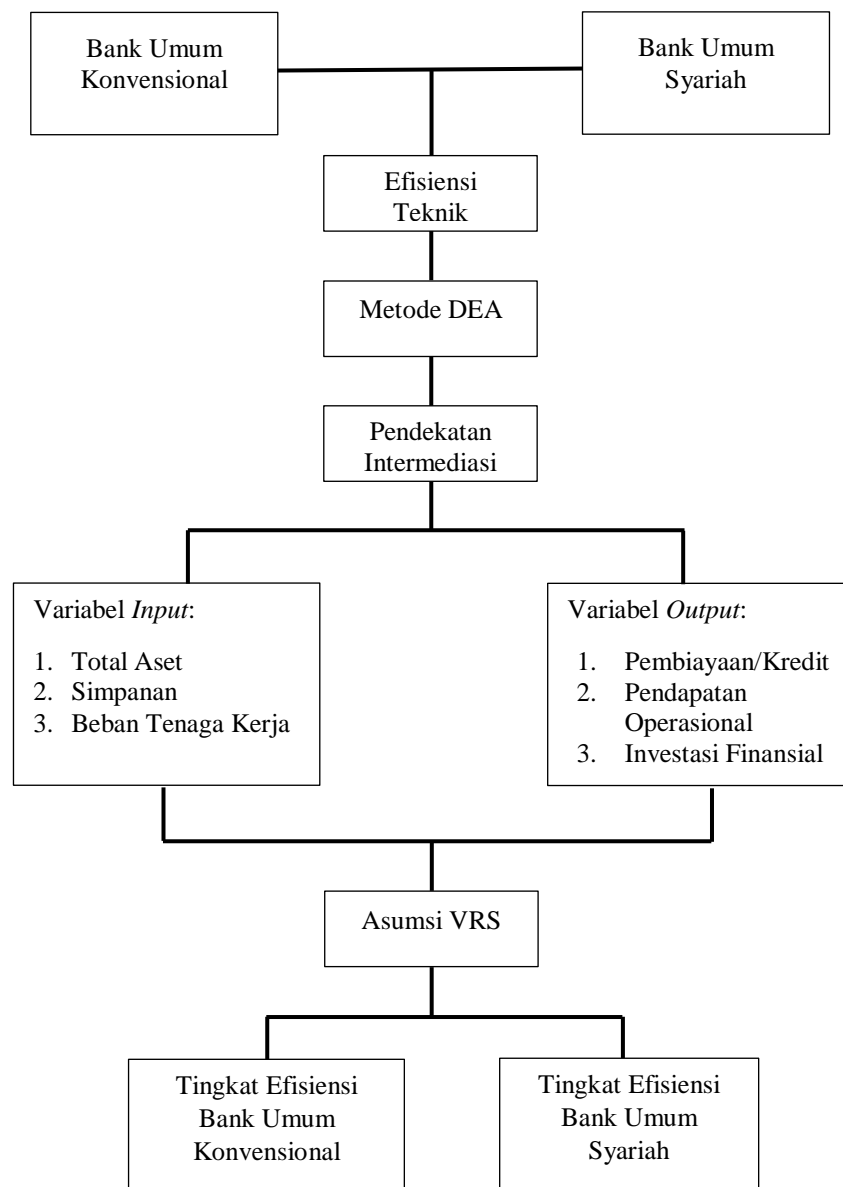 Bank Umum
Konvensional
Bank Umum
Syariah
Efisiensi
Teknik
Metode DEA
Pendekatan
Intermediasi
Variabel Input:
1. Total Aset
2. Simpanan
3. Beban Tenaga Kerja
Variabel Output:
1. Pembiayaan/Kredit
2. Pendapatan
Operasional
3. Investasi Finansial
Asumsi VRS
Tingkat Efisiensi
Bank Umum
Konvensional
Tingkat Efisiensi
Bank Umum
Syariah